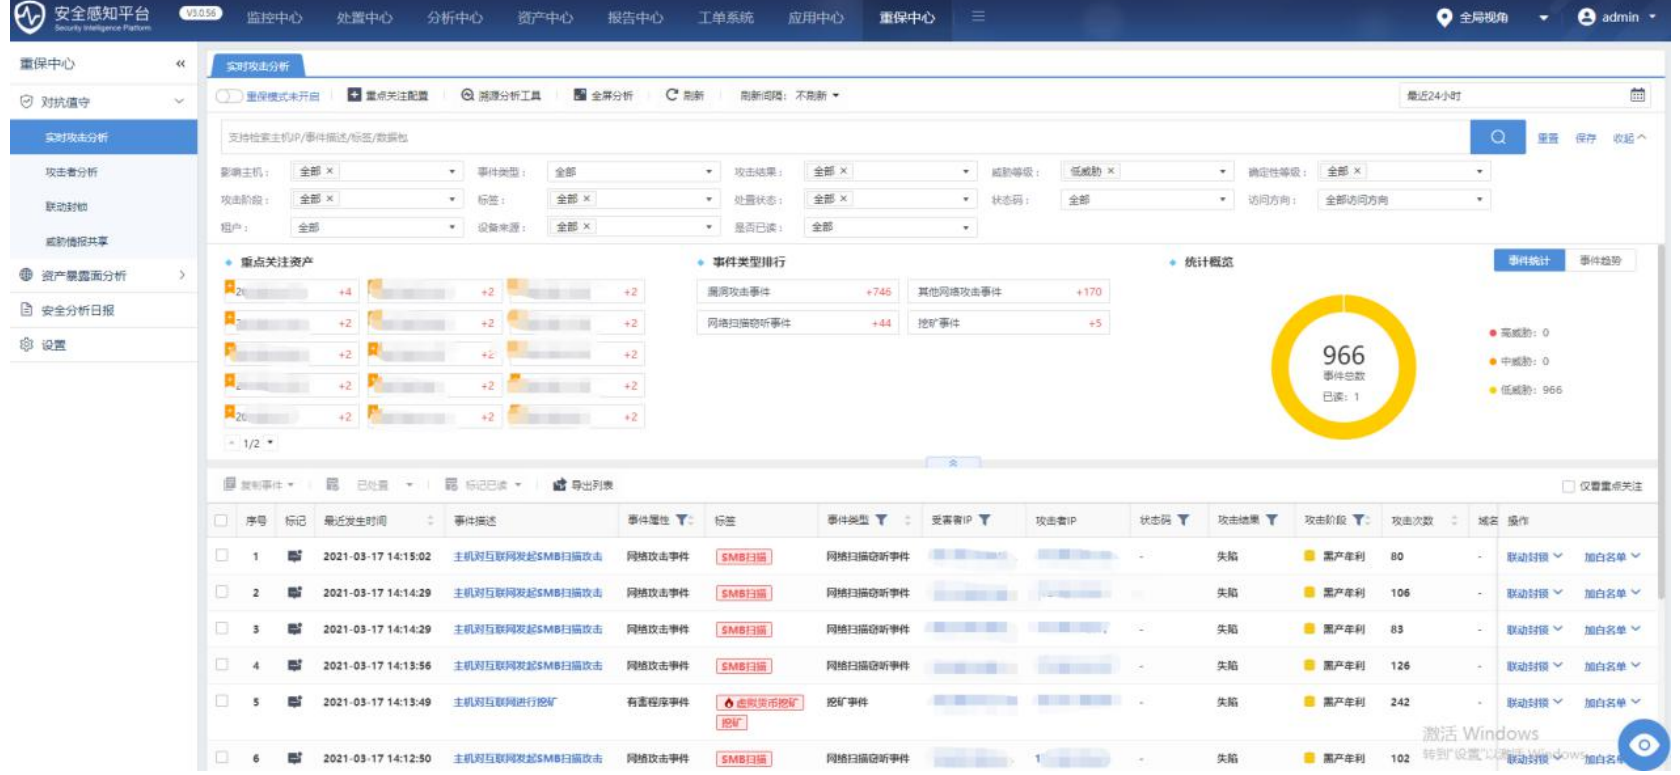 安全感知平台 V3.0.56 监控中心 处置中心 分析中心 资产中心 报告中心 工单系统 应用中心 重保中心 全局视角 admin
Security Intelligence Platform
重保中心
对抗值守
实时攻击分析
攻击者分析
联动封锁
威胁情报共享
资产暴露面分析
安全分析日报
设置
实时攻击分析
重保模式未开启 重点关注配置 溯源分析工具 全屏分析 刷新 刷新间隔: 不刷新 最近24小时
支持检索主机IP/事件描述/标签/数据包 重置 保存 收起
影响主机: 全部 × 事件类型: 全部 攻击结果: 全部 × 威胁等级: 低威胁 × 确定性等级: 全部 ×
攻击阶段: 全部 × 标签: 全部 × 处置状态: 全部 × 状态码: 全部 访问方向: 全部访问方向
租户: 全部 设备来源: 全部 × 是否已读: 全部
重点关注资产
+4 +2 +2
+2 +2 +2
+2 +2 +2
+2 +2 +2
+2 +2 +2
1/2
事件类型排行
漏洞攻击事件 +746 其他网络攻击事件 +170
网络扫描窃听事件 +44 挖矿事件 +5
统计概览 事件统计 事件趋势
966
事件总数
已读: 1
高威胁: 0
中威胁: 0
低威胁: 966
复制事件 已处置 标记已读 导出列表 仅看重点关注
序号 标记 最近发生时间 事件描述 事件属性 标签 事件类型 受害者IP 攻击者IP 状态码 攻击结果 攻击阶段 攻击次数 域名 操作
1 2021-03-17 14:15:02 主机对互联网发起SMB扫描攻击 网络攻击事件 SMB扫描 网络扫描窃听事件 - 失陷 黑产牟利 80 - 联动封锁 加白名单
2 2021-03-17 14:14:29 主机对互联网发起SMB扫描攻击 网络攻击事件 SMB扫描 网络扫描窃听事件 失陷 黑产牟利 106 - 联动封锁 加白名单
3 2021-03-17 14:14:29 主机对互联网发起SMB扫描攻击 网络攻击事件 SMB扫描 网络扫描窃听事件 - 失陷 黑产牟利 83 - 联动封锁 加白名单
4 2021-03-17 14:13:56 主机对互联网发起SMB扫描攻击 网络攻击事件 SMB扫描 网络扫描窃听事件 - 失陷 黑产牟利 126 - 联动封锁 加白名单
5 2021-03-17 14:13:49 主机对互联网进行挖矿 有害程序事件 虚拟货币挖矿 挖矿事件 - 失陷 黑产牟利 242 - 联动封锁 加白名单
挖矿
激活 Windows
转到"设置"以激活 Windows。
6 2021-03-17 14:12:50 主机对互联网发起SMB扫描攻击 网络攻击事件 SMB扫描 网络扫描窃听事件 - 失陷 黑产牟利 102 联动封锁 加白名单